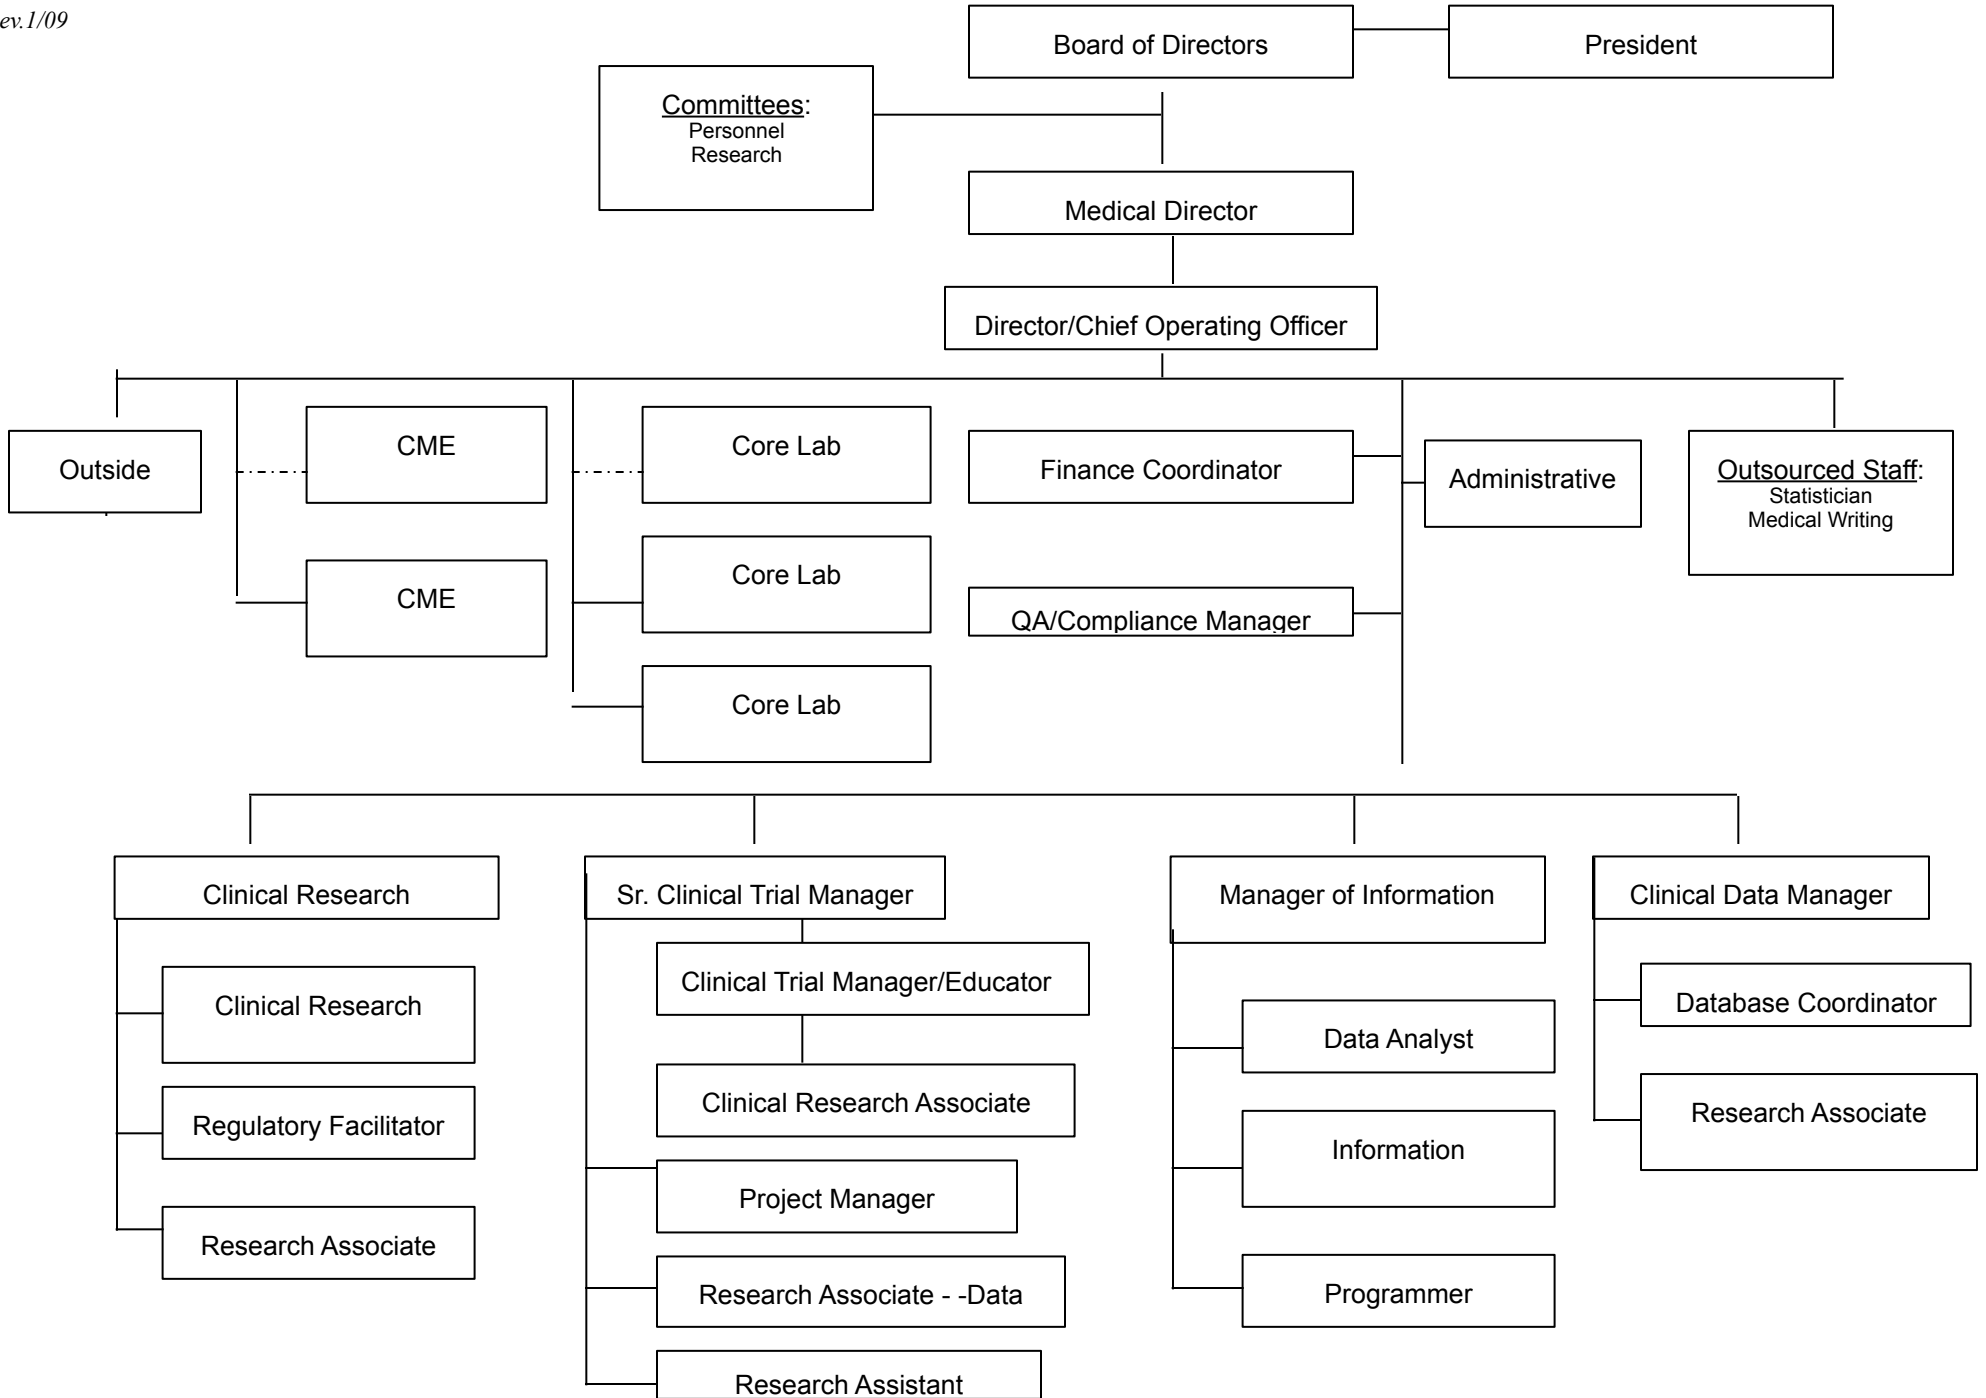 ev.1/09
Board of Directors
President
Committees:
Personnel
Research
Medical Director
Director/Chief Operating Officer
Outside
CME
CME
Core Lab
Core Lab
Core Lab
Finance Coordinator
QA/Compliance Manager
Administrative
Outsourced Staff:
Statistician
Medical Writing
Clinical Research
Clinical Research
Regulatory Facilitator
Research Associate
Sr. Clinical Trial Manager
Clinical Trial Manager/Educator
Clinical Research Associate
Project Manager
Research Associate - -Data
Research Assistant
Manager of Information
Data Analyst
Information
Programmer
Clinical Data Manager
Database Coordinator
Research Associate